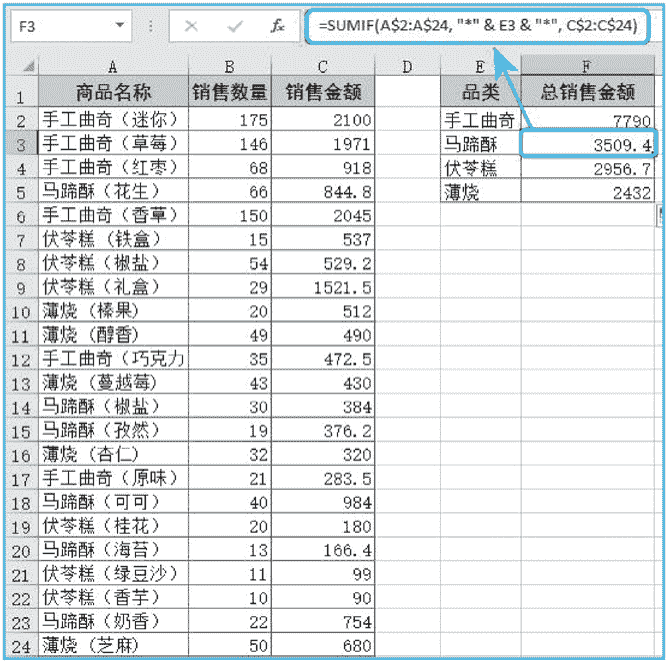 F3 fx =SUMIF(A$2:A$24, "*" & E3 & "*", C$2:C$24)
A B C D E F
1 商品名称 销售数量 销售金额 品类 总销售金额
2 手工曲奇（迷你） 175 2100 手工曲奇 7790
3 手工曲奇（草莓） 146 1971 马蹄酥 3509.4
4 手工曲奇（红枣） 68 918 伏苓糕 2956.7
5 马蹄酥（花生） 66 844.8 薄烧 2432
6 手工曲奇（香草） 150 2045
7 伏苓糕（铁盒） 15 537
8 伏苓糕（椒盐） 54 529.2
9 伏苓糕（礼盒） 29 1521.5
10 薄烧（榛果） 20 512
11 薄烧（醇香） 49 490
12 手工曲奇（巧克力 35 472.5
13 薄烧（蔓越莓） 43 430
14 马蹄酥（椒盐） 30 384
15 马蹄酥（孜然） 19 376.2
16 薄烧（杏仁） 32 320
17 手工曲奇（原味） 21 283.5
18 马蹄酥（可可） 40 984
19 伏苓糕（桂花） 20 180
20 马蹄酥（海苔） 13 166.4
21 伏苓糕（绿豆沙） 11 99
22 伏苓糕（香芋） 10 90
23 马蹄酥（奶香） 22 754
24 薄烧（芝麻） 50 680